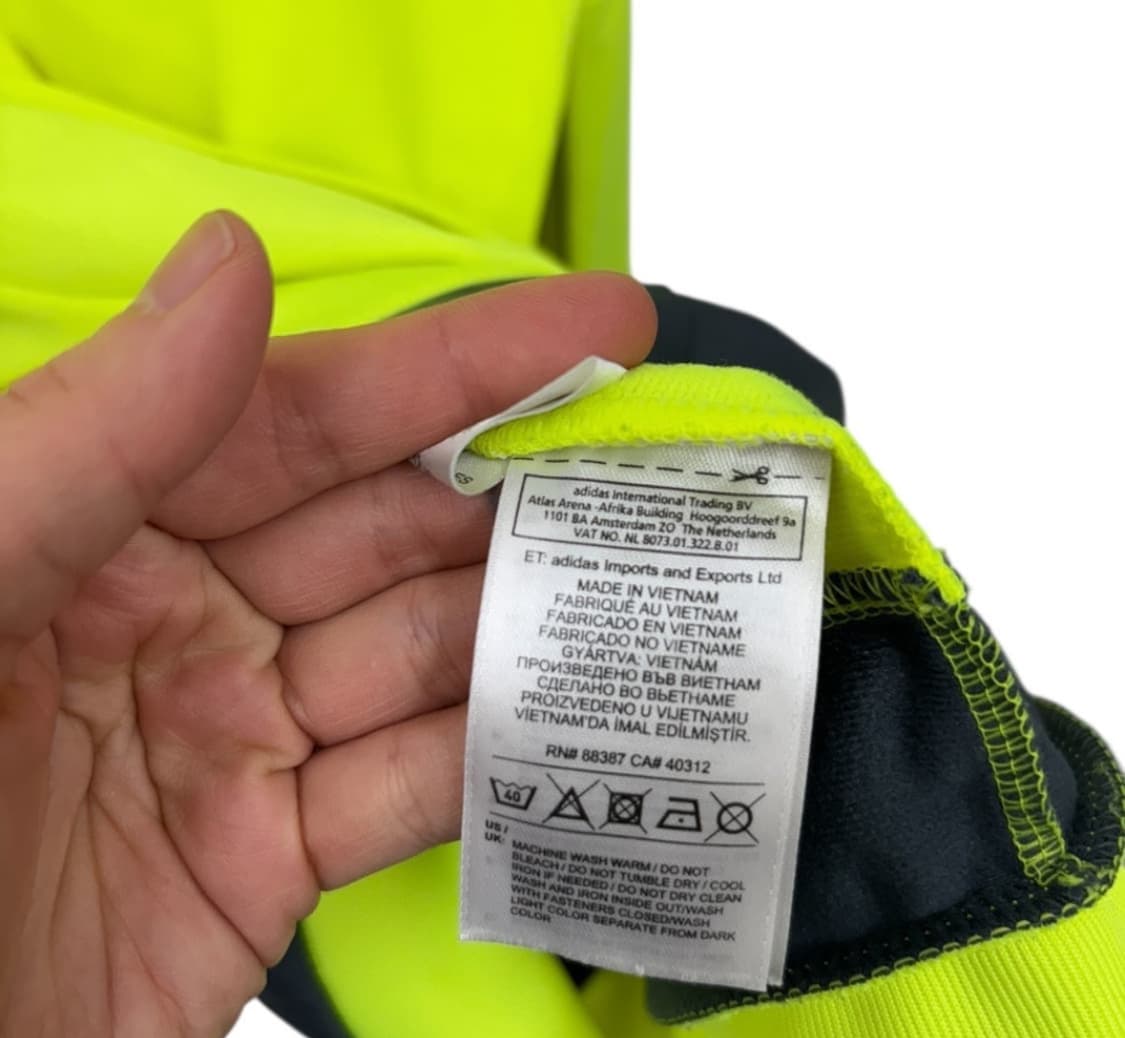 adidas International Trading BV
Atlas Arena -Afrika Building Hoogoorddreef 9a
1101 BA Amsterdam ZO The Netherlands
VAT NO. NL 8073.01.322.B.01
ET: adidas Imports and Exports Ltd
MADE IN VIETNAM
FABRIQUÉ AU VIETNAM
FABRICADO EN VIETNAM
FABRICADO NO VIETNAME
GYÁRTVA: VIETNÁM
ПРОИЗВЕДЕНО ВЪВ ВИЕТНАМ
СДЕЛАНО ВО ВЬЕТНАМЕ
PROIZVEDENO U VIJETNAMU
VİETNAM'DA İMAL EDİLMİŞTİR.
RN# 88387 CA# 40312
40
US /
UK:
MACHINE WASH WARM / DO NOT
BLEACH / DO NOT TUMBLE DRY / COOL
IRON IF NEEDED / DO NOT DRY CLEAN
WASH AND IRON INSIDE OUT/WASH
WITH FASTENERS CLOSED/WASH
LIGHT COLOR SEPARATE FROM DARK
COLOR